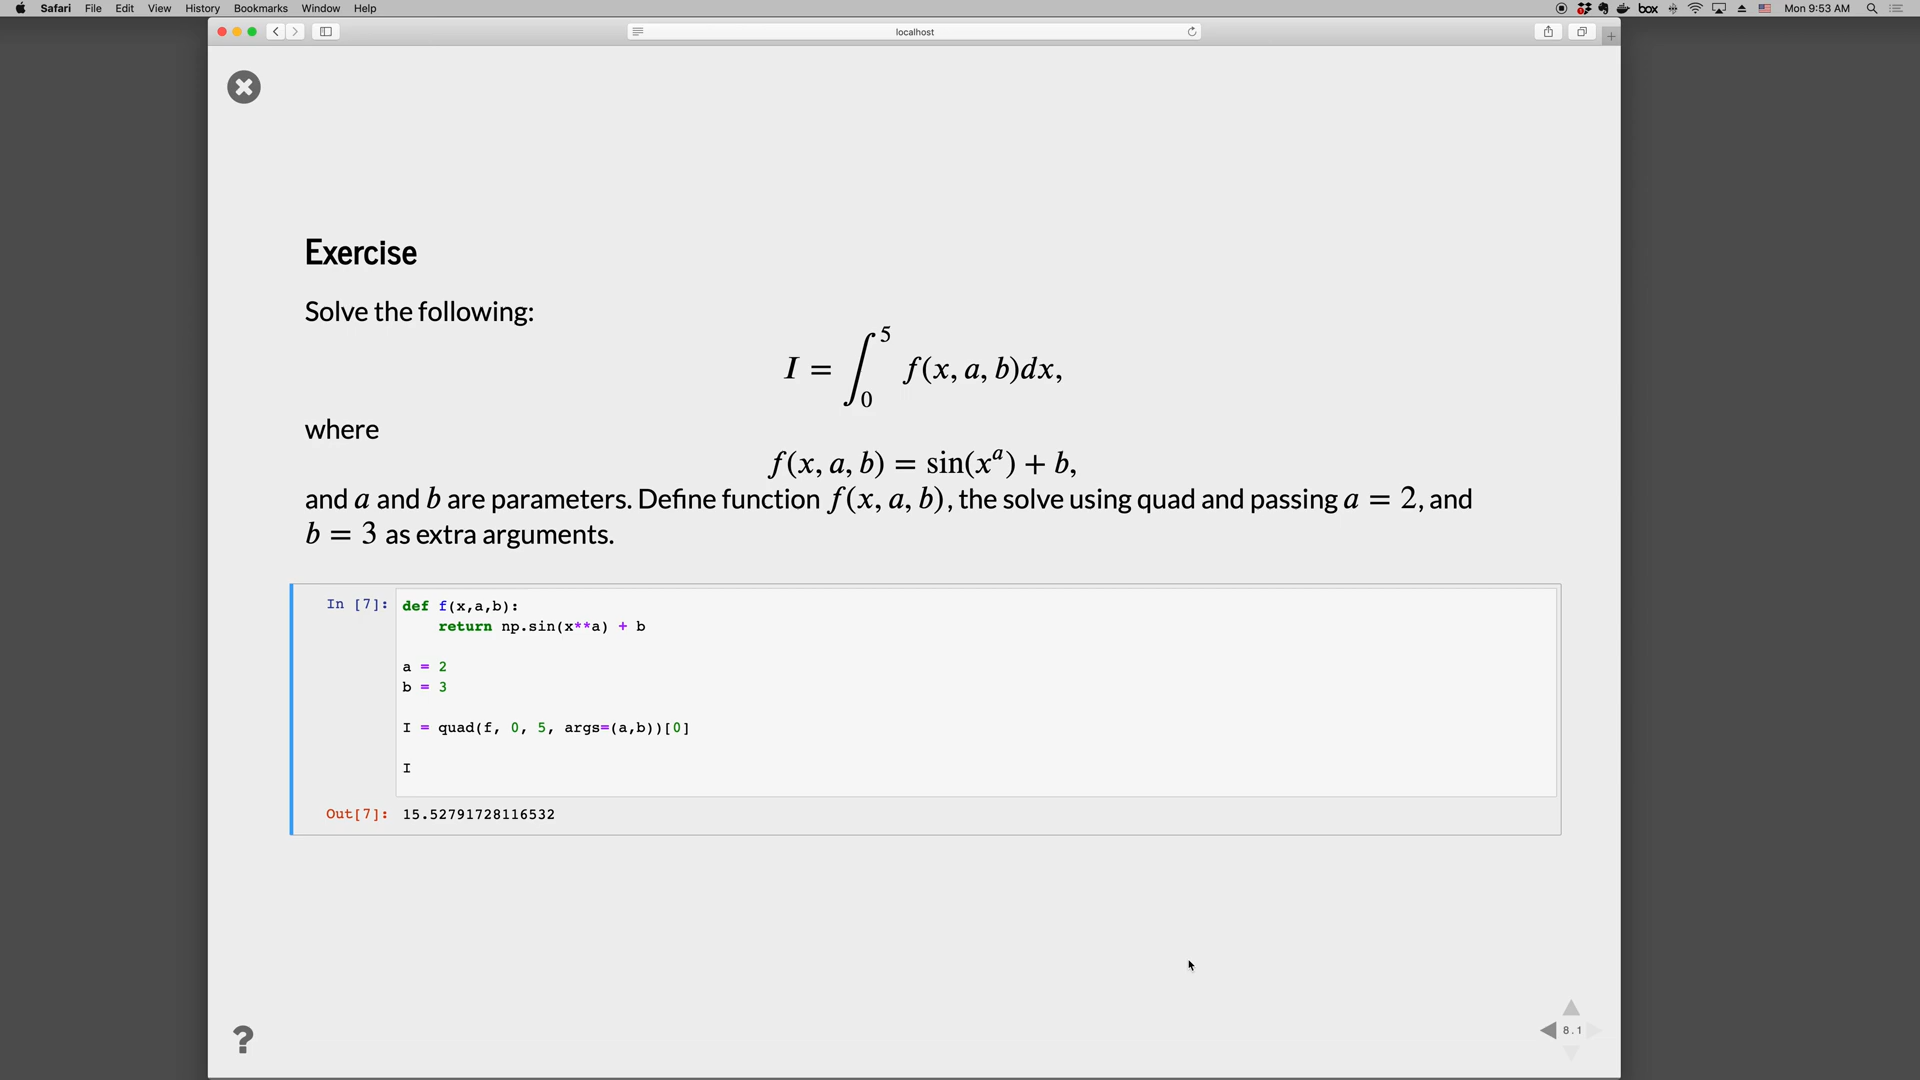 Safari File Edit View History Bookmarks Window Help box Mon 9:53 AM
localhost
Exercise
Solve the following:
I = ∫₀⁵ f(x, a, b)dx,
where
f(x, a, b) = sin(xᵃ) + b,
and a and b are parameters. Define function f(x, a, b), the solve using quad and passing a = 2, and
b = 3 as extra arguments.
In [7]: def f(x,a,b):
return np.sin(x**a) + b
a = 2
b = 3
I = quad(f, 0, 5, args=(a,b))[0]
I
Out[7]: 15.52791728116532
?
8.1